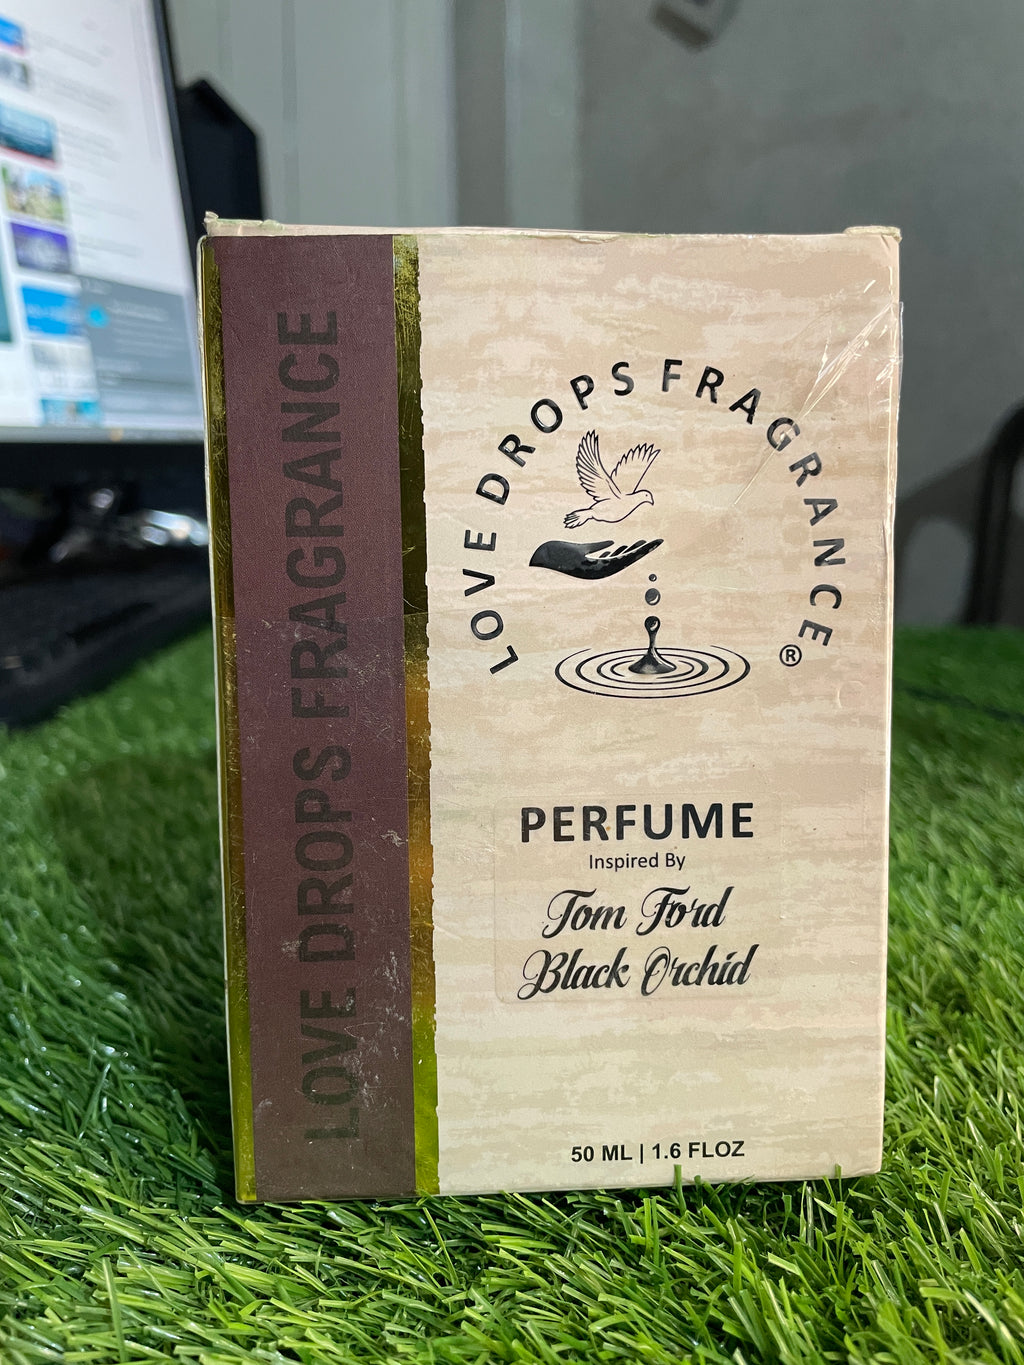 LOVE DROPS FRAGRANCE
LOVE DROPS FRAGRANCE®
PERFUME
Inspired By
Tom Ford
Black Orchid
50 ML | 1.6 FLOZ